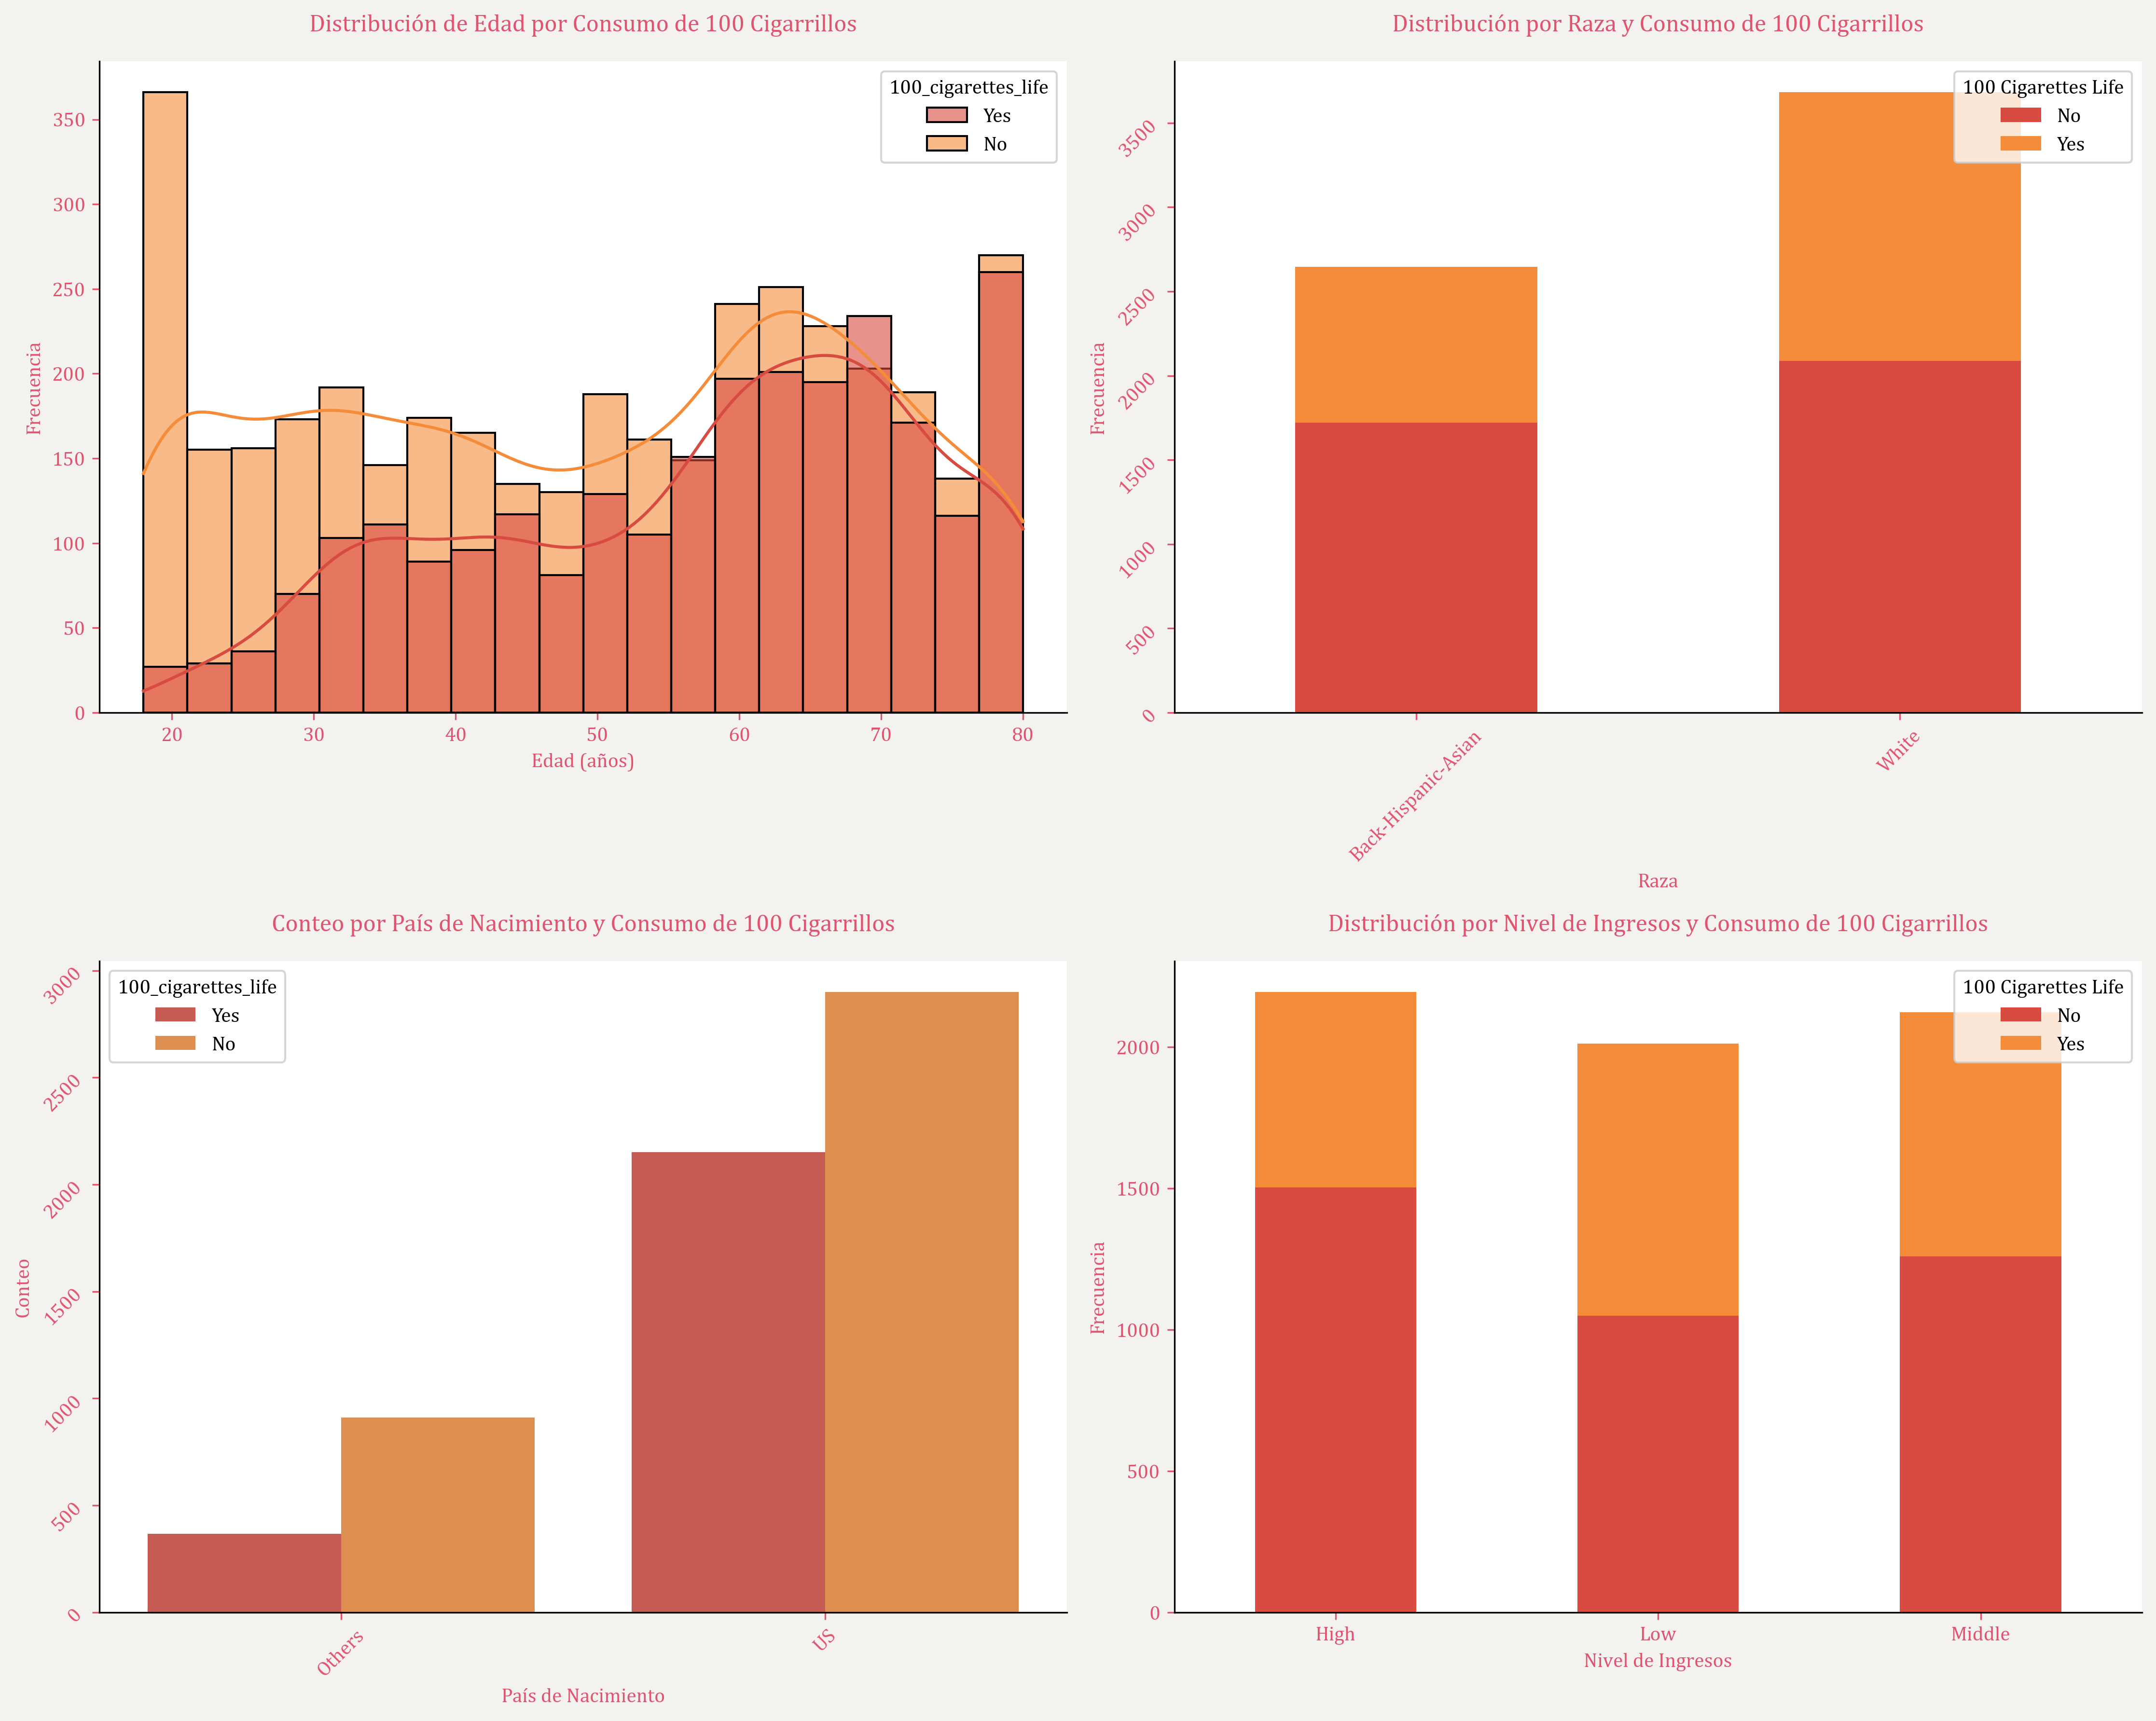 Distribución de Edad por Consumo de 100 Cigarrillos
100_cigarettes_life
Yes
No
350
300
250
200
150
100
50
0
Frecuencia
20 30 40 50 60 70 80
Edad (años)
Distribución por Raza y Consumo de 100 Cigarrillos
100 Cigarettes Life
No
Yes
3500
3000
2500
2000
1500
1000
500
0
Frecuencia
Back-Hispanic-Asian White
Raza
Conteo por País de Nacimiento y Consumo de 100 Cigarrillos
100_cigarettes_life
Yes
No
3000
2500
2000
1500
1000
500
0
Conteo
Others US
País de Nacimiento
Distribución por Nivel de Ingresos y Consumo de 100 Cigarrillos
100 Cigarettes Life
No
Yes
2000
1500
1000
500
0
Frecuencia
High Low Middle
Nivel de Ingresos